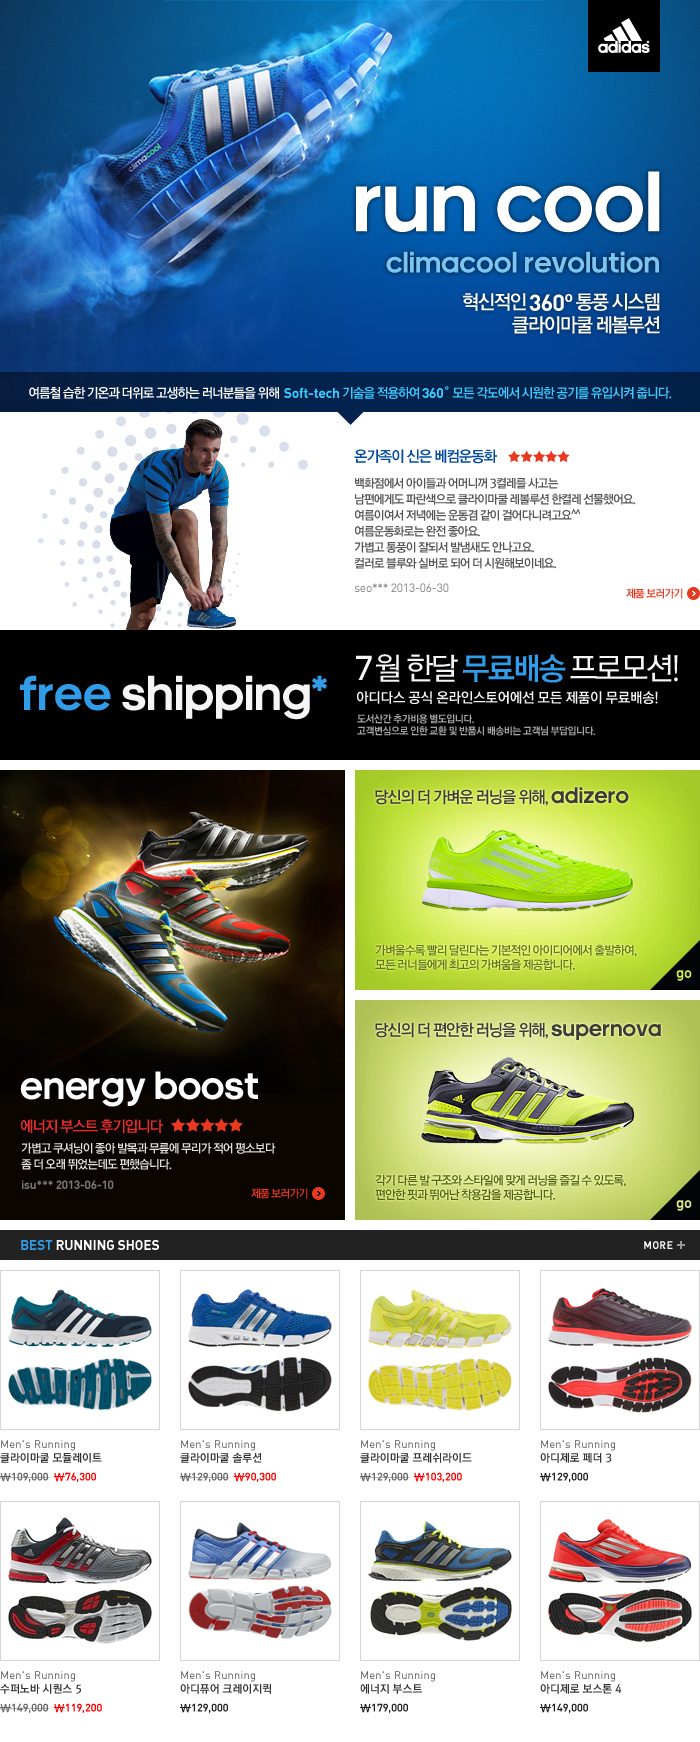 adidas
climacool
run cool
climacool revolution
혁신적인 360º 통풍 시스템
클라이마쿨 레볼루션
여름철 습한 기온과 더위로 고생하는 러너분들을 위해 Soft-tech 기술을 적용하여 360˚ 모든 각도에서 시원한 공기를 유입시켜 줍니다.
온가족이 신은 베컴운동화 ★★★★★
백화점에서 아이들과 어머니꺼 3컬레를 사고는
남편에게도 파란색으로 클라이마쿨 레볼루션 한컬레 선물했어요.
여름이여서 저녁에는 운동겸 같이 걸어다니려고요^^
여름운동화로는 완전 좋아요.
가볍고 통풍이 잘되서 발냄새도 안나고요.
컬러로 블루와 실버로 되어 더 시원해보이네요.
seo*** 2013-06-30
제품 보러가기
free shipping*
7월 한달 무료배송 프로모션!
아디다스 공식 온라인스토어에선 모든 제품이 무료배송!
도서산간 추가비용 별도입니다.
고객변심으로 인한 교환 및 반품시 배송비는 고객님 부담입니다.
energy boost
에너지 부스트 후기입니다 ★★★★★
가볍고 쿠셔닝이 좋아 발목과 무릎에 무리가 적어 평소보다
좀 더 오래 뛰었는데도 편했습니다.
isu*** 2013-06-10
제품 보러가기
당신의 더 가벼운 러닝을 위해, adizero
가벼울수록 빨리 달린다는 기본적인 아이디어에서 출발하여,
모든 러너들에게 최고의 가벼움을 제공합니다.
go
당신의 더 편안한 러닝을 위해, supernova
각기 다른 발 구조와 스타일에 맞게 러닝을 즐길 수 있도록,
편안한 핏과 뛰어난 착용감을 제공합니다.
go
BEST RUNNING SHOES
MORE +
Men's Running
클라이마쿨 모듈레이트
₩109,000 ₩76,300
Men's Running
클라이마쿨 솔루션
₩129,000 ₩90,300
Men's Running
클라이마쿨 프레쉬라이드
₩129,000 ₩103,200
Men's Running
아디제로 페더 3
₩129,000
Men's Running
수퍼노바 시퀀스 5
₩149,000 ₩119,200
Men's Running
아디퓨어 크레이지퀵
₩129,000
Men's Running
에너지 부스트
₩179,000
Men's Running
아디제로 보스톤 4
₩149,000